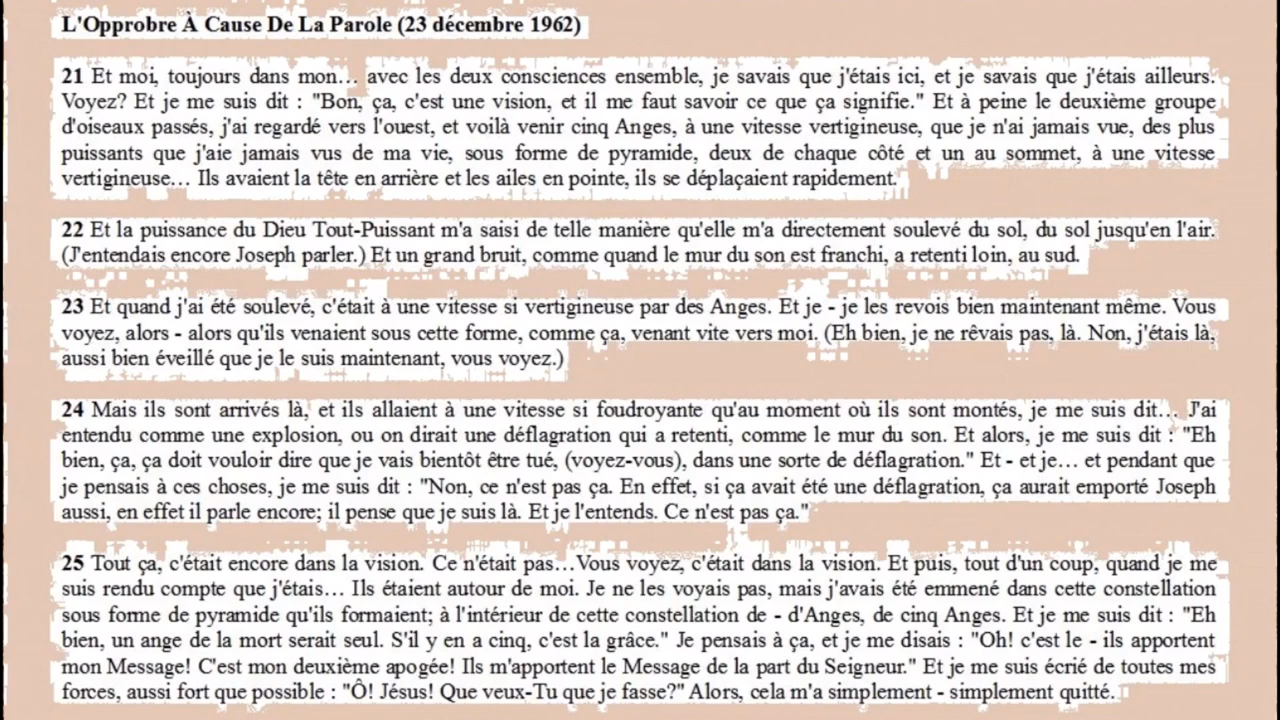 L'Opprobre À Cause De La Parole (23 décembre 1962)
21 Et moi, toujours dans mon… avec les deux consciences ensemble, je savais que j'étais ici, et je savais que j'étais ailleurs.
Voyez? Et je me suis dit : "Bon, ça, c'est une vision, et il me faut savoir ce que ça signifie." Et à peine le deuxième groupe
d'oiseaux passés, j'ai regardé vers l'ouest, et voilà venir cinq Anges, à une vitesse vertigineuse, que je n'ai jamais vue, des plus
puissants que j'aie jamais vus de ma vie, sous forme de pyramide, deux de chaque côté et un au sommet, à une vitesse
vertigineuse… Ils avaient la tête en arrière et les ailes en pointe, ils se déplaçaient rapidement.
22 Et la puissance du Dieu Tout-Puissant m'a saisi de telle manière qu'elle m'a directement soulevé du sol, du sol jusqu'en l'air.
(J'entendais encore Joseph parler.) Et un grand bruit, comme quand le mur du son est franchi, a retenti loin, au sud.
23 Et quand j'ai été soulevé, c'était à une vitesse si vertigineuse par des Anges. Et je - je les revois bien maintenant même. Vous
voyez, alors - alors qu'ils venaient sous cette forme, comme ça, venant vite vers moi. (Eh bien, je ne rêvais pas, là. Non, j'étais là,
aussi bien éveillé que je le suis maintenant, vous voyez.)
24 Mais ils sont arrivés là, et ils allaient à une vitesse si foudroyante qu'au moment où ils sont montés, je me suis dit… J'ai
entendu comme une explosion, ou on dirait une déflagration qui a retenti, comme le mur du son. Et alors, je me suis dit : "Eh
bien, ça, ça doit vouloir dire que je vais bientôt être tué, (voyez-vous), dans une sorte de déflagration." Et - et je… et pendant que
je pensais à ces choses, je me suis dit : "Non, ce n'est pas ça. En effet, si ça avait été une déflagration, ça aurait emporté Joseph
aussi, en effet il parle encore; il pense que je suis là. Et je l'entends. Ce n'est pas ça."
25 Tout ça, c'était encore dans la vision. Ce n'était pas…Vous voyez, c'était dans la vision. Et puis, tout d'un coup, quand je me
suis rendu compte que j'étais… Ils étaient autour de moi. Je ne les voyais pas, mais j'avais été emmené dans cette constellation
sous forme de pyramide qu'ils formaient; à l'intérieur de cette constellation de - d'Anges, de cinq Anges. Et je me suis dit : "Eh
bien, un ange de la mort serait seul. S'il y en a cinq, c'est la grâce." Je pensais à ça, et je me disais : "Oh! c'est le - ils apportent
mon Message! C'est mon deuxième apogée! Ils m'apportent le Message de la part du Seigneur." Et je me suis écrié de toutes mes
forces, aussi fort que possible : "Ô! Jésus! Que veux-Tu que je fasse?" Alors, cela m'a simplement - simplement quitté.